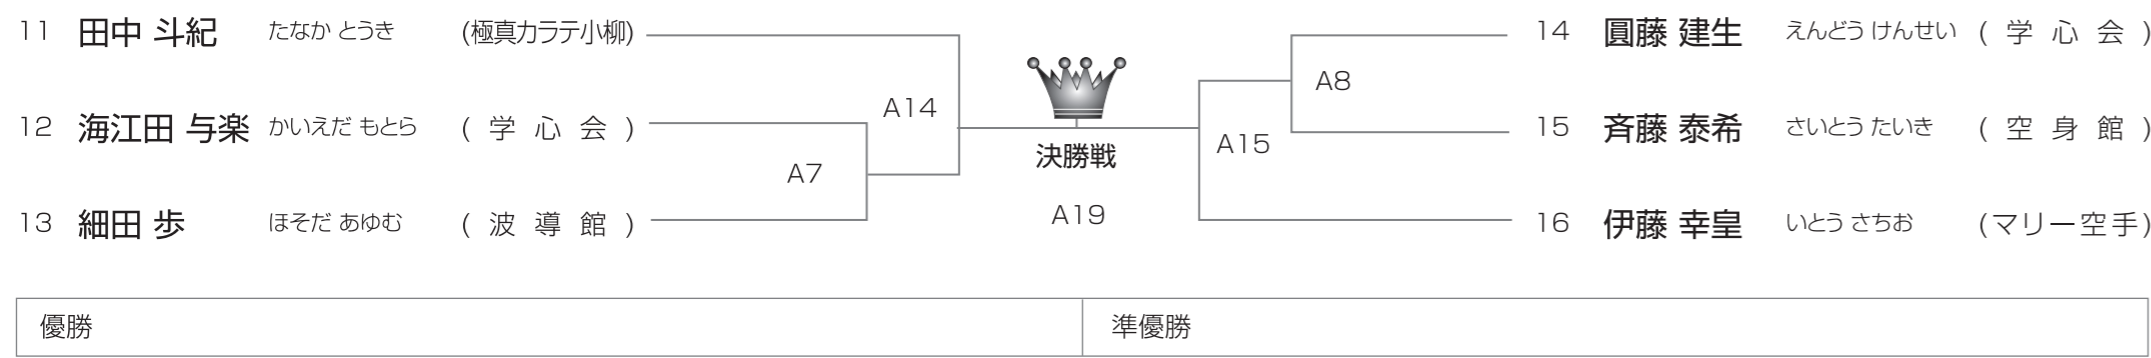 11 田中 斗紀 たなか とうき (極真カラテ小柳)
12 海江田 与楽 かいえだ もとら ( 学 心 会 )
13 細田 歩 ほそだ あゆむ ( 波 導 館 )
A14
A7
決勝戦
A19
A8
A15
14 圓藤 建生 えんどう けんせい ( 学 心 会 )
15 斉藤 泰希 さいとう たいき ( 空 身 館 )
16 伊藤 幸皇 いとう さちお (マリー空手)
優勝
準優勝